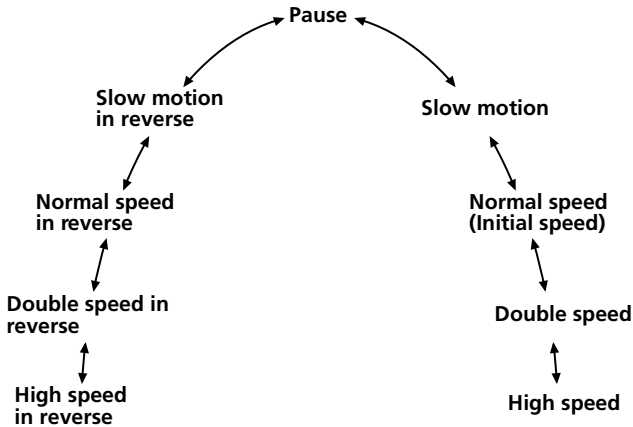 Pause
Slow motion
in reverse
Slow motion
Normal speed
in reverse
Normal speed
(Initial speed)
Double speed in
reverse
Double speed
High speed
in reverse
High speed